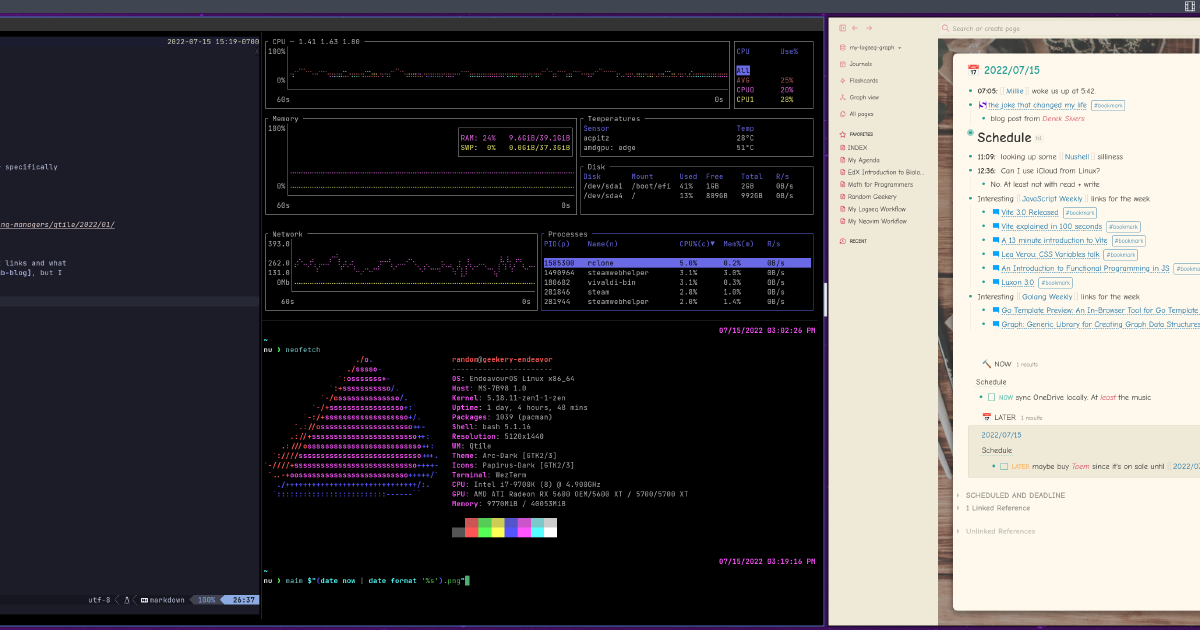 2022-07-15 15:19-0700
specifically
ng-managers/qtile/2022/01/
links and what
b-blog], but I
utf-8
markdown
100%
26:37
CPU — 1.41 1.63 1.80
100%
0%
60s
0s
CPU Use%
ALL
AVG 25%
CPU0 20%
CPU1 28%
Memory
100%
RAM: 24% 9.6GiB/39.1GiB
SWP: 0% 0.0GiB/37.3GiB
0%
60s
0s
Temperatures
Sensor Temp
acpitz 28°C
amdgpu: edge 51°C
Disk
Disk Mount Used Free Total R/s
/dev/sda1 /boot/efi 41% 1GB 2GB 0B/s
/dev/sda4 / 13% 809GB 992GB 0B/s
Network
393.0
262.0
131.0
0Mb
60s
0s
Processes
PID(p) Name(n) CPU%(c)▼ Mem%(m) R/s
1585300 rclone 5.0% 0.2% 0B/s
1490964 steamwebhelper 3.1% 3.0% 0B/s
180602 vivaldi-bin 3.1% 0.3% 0B/s
281846 steam 2.8% 1.0% 0B/s
281944 steamwebhelper 2.0% 1.4% 0B/s
07/15/2022 03:02:26 PM
~
nu ❯ neofetch
random@geekery-endeavor
-----------------------
OS: EndeavourOS Linux x86_64
Host: MS-7B98 1.0
Kernel: 5.18.11-zen1-1-zen
Uptime: 1 day, 4 hours, 48 mins
Packages: 1039 (pacman)
Shell: bash 5.1.16
Resolution: 5120x1440
WM: Qtile
Theme: Arc-Dark [GTK2/3]
Icons: Papirus-Dark [GTK2/3]
Terminal: WezTerm
CPU: Intel i7-9700K (8) @ 4.900GHz
GPU: AMD ATI Radeon RX 5600 OEM/5600 XT / 5700/5700 XT
Memory: 9770MiB / 40053MiB
07/15/2022 03:19:16 PM
~
nu ❯ maim $"(date now | date format '%s').png"
my-logseq-graph
Journals
Flashcards
Graph view
All pages
FAVORITES
INDEX
My Agenda
EdX Introduction to Biolo...
Math for Programmers
Random Geekery
My Logseq Workflow
My Neovim Workflow
RECENT
Search or create page
2022/07/15
07:05: [[Millie]] woke us up at 5:42.
the joke that changed my life #bookmark
blog post from Derek Sivers
Schedule
11:09: looking up some [[Nushell]] silliness
12:36: Can I use iCloud from Linux?
No. At least not with read + write
Interesting [[JavaScript Weekly]] links for the week
Vite 3.0 Released #bookmark
Vite explained in 100 seconds #bookmark
A 13 minute introduction to Vite #bookmark
Lea Verou: CSS Variables talk #bookmark
An Introduction to Functional Programming in JS #bookma
Luxon 3.0 #bookmark
Interesting [[Golang Weekly]] links for the week
Go Template Preview: An In-Browser Tool for Go Template
Graph: Generic Library for Creating Graph Data Structures
NOW 1 results
Schedule
NOW sync OneDrive locally. At least the music
LATER 1 results
2022/07/15
Schedule
LATER maybe buy Toem since it's on sale until [[2022/07
SCHEDULED AND DEADLINE
1 Linked Reference
Unlinked References